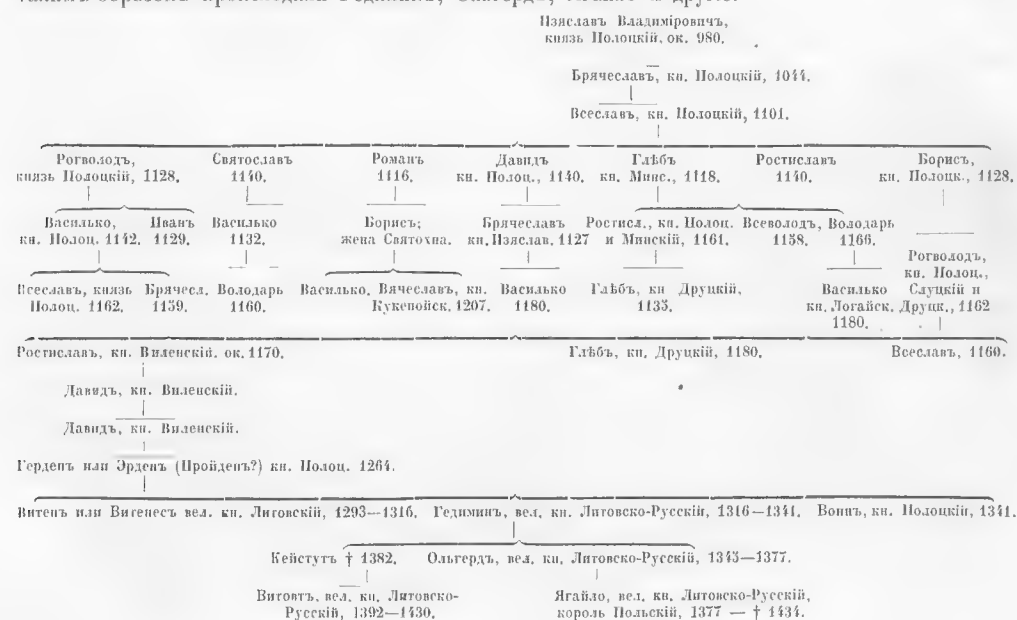 Изяславъ Владиміровичъ,
князь Полоцкій, ок. 980.
Брячеславъ, кн. Полоцкій, 1044.
Всеславъ, кн. Полоцкій, 1101.
Рогволодъ, Святославъ Романъ Давидъ Глѣбъ Ростиславъ Борисъ,
князь Полоцкій, 1128. 1140. 1116. кн. Полоц., 1140. кн. Минс., 1118. 1140. кн. Полоцк., 1128.
Василько, Иванъ Василько Борисъ; Брячеславъ Ростисл., кн. Полоц. Всеволодъ, Володарь
кн. Полоц. 1142. 1129. 1132. жена Святохна. кн. Изяслав. 1127 и Минскій, 1161. 1158. 1166.
Рогволодъ,
кн. Полоц.,
Всеславъ, князь Брячесл. Володарь Василько. Вячеславъ, кн. Василько Глѣбъ, кн Друцкій, Василько Слуцкій и
Полоц. 1162. 1159. 1160. Кукенойск. 1207. 1180. 1135. кн. Логайск. Друцк., 1162
1180.
Ростиславъ, кн. Виленскій. ок. 1170. Глѣбъ, кн. Друцкій, 1180. Всеславъ, 1160.
Давидъ, кн. Виленскій.
Давидъ, кн. Виленскій.
Герденъ или Эрденъ (Пройденъ?) кн. Полоц. 1264.
Витенъ или Витенесъ вел. кн. Литовскій, 1293—1316. Гедиминъ, вел. кн. Литовско-Русскій, 1316—1341. Воинъ, кн. Полоцкій, 1341.
Кейстутъ † 1382. Ольгердъ, вел. кн. Литовско-Русскій, 1345—1377.
Витовтъ, вел. кн. Литовско- Ягайло, вел. кн. Литовско-Русскій,
Русскій, 1392—1430. король Польскій, 1377 — † 1434.